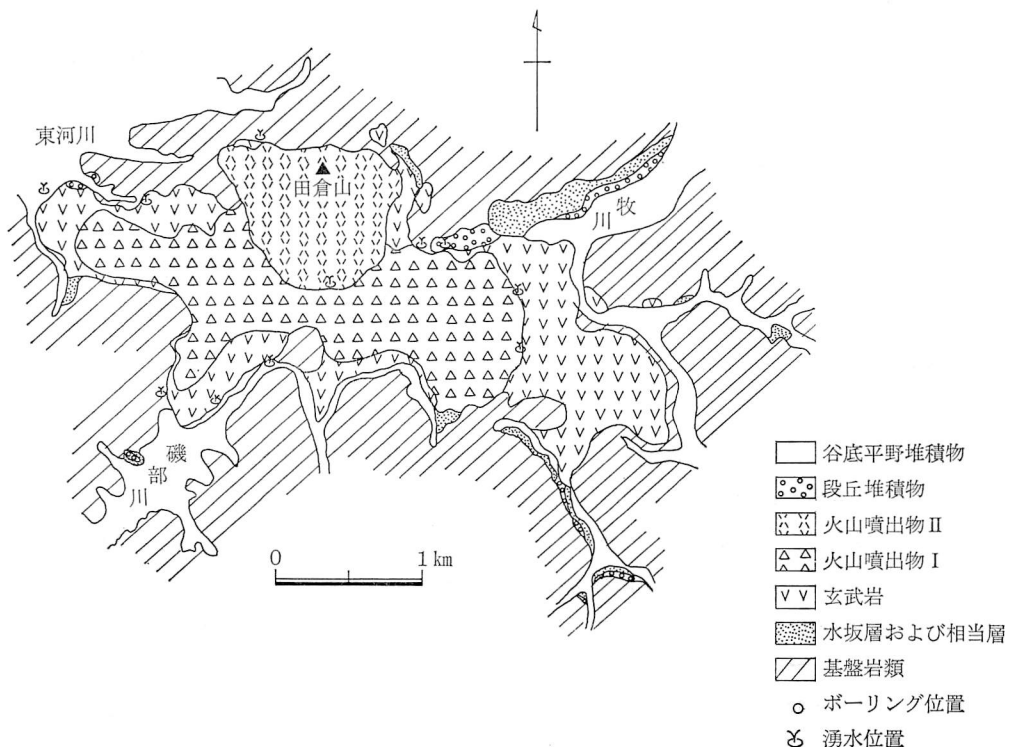 東河川
田倉山
牧川
磯部川
0 1 km
谷底平野堆積物
段丘堆積物
火山噴出物 II
火山噴出物 I
玄武岩
水坂層および相当層
基盤岩類
ボーリング位置
湧水位置